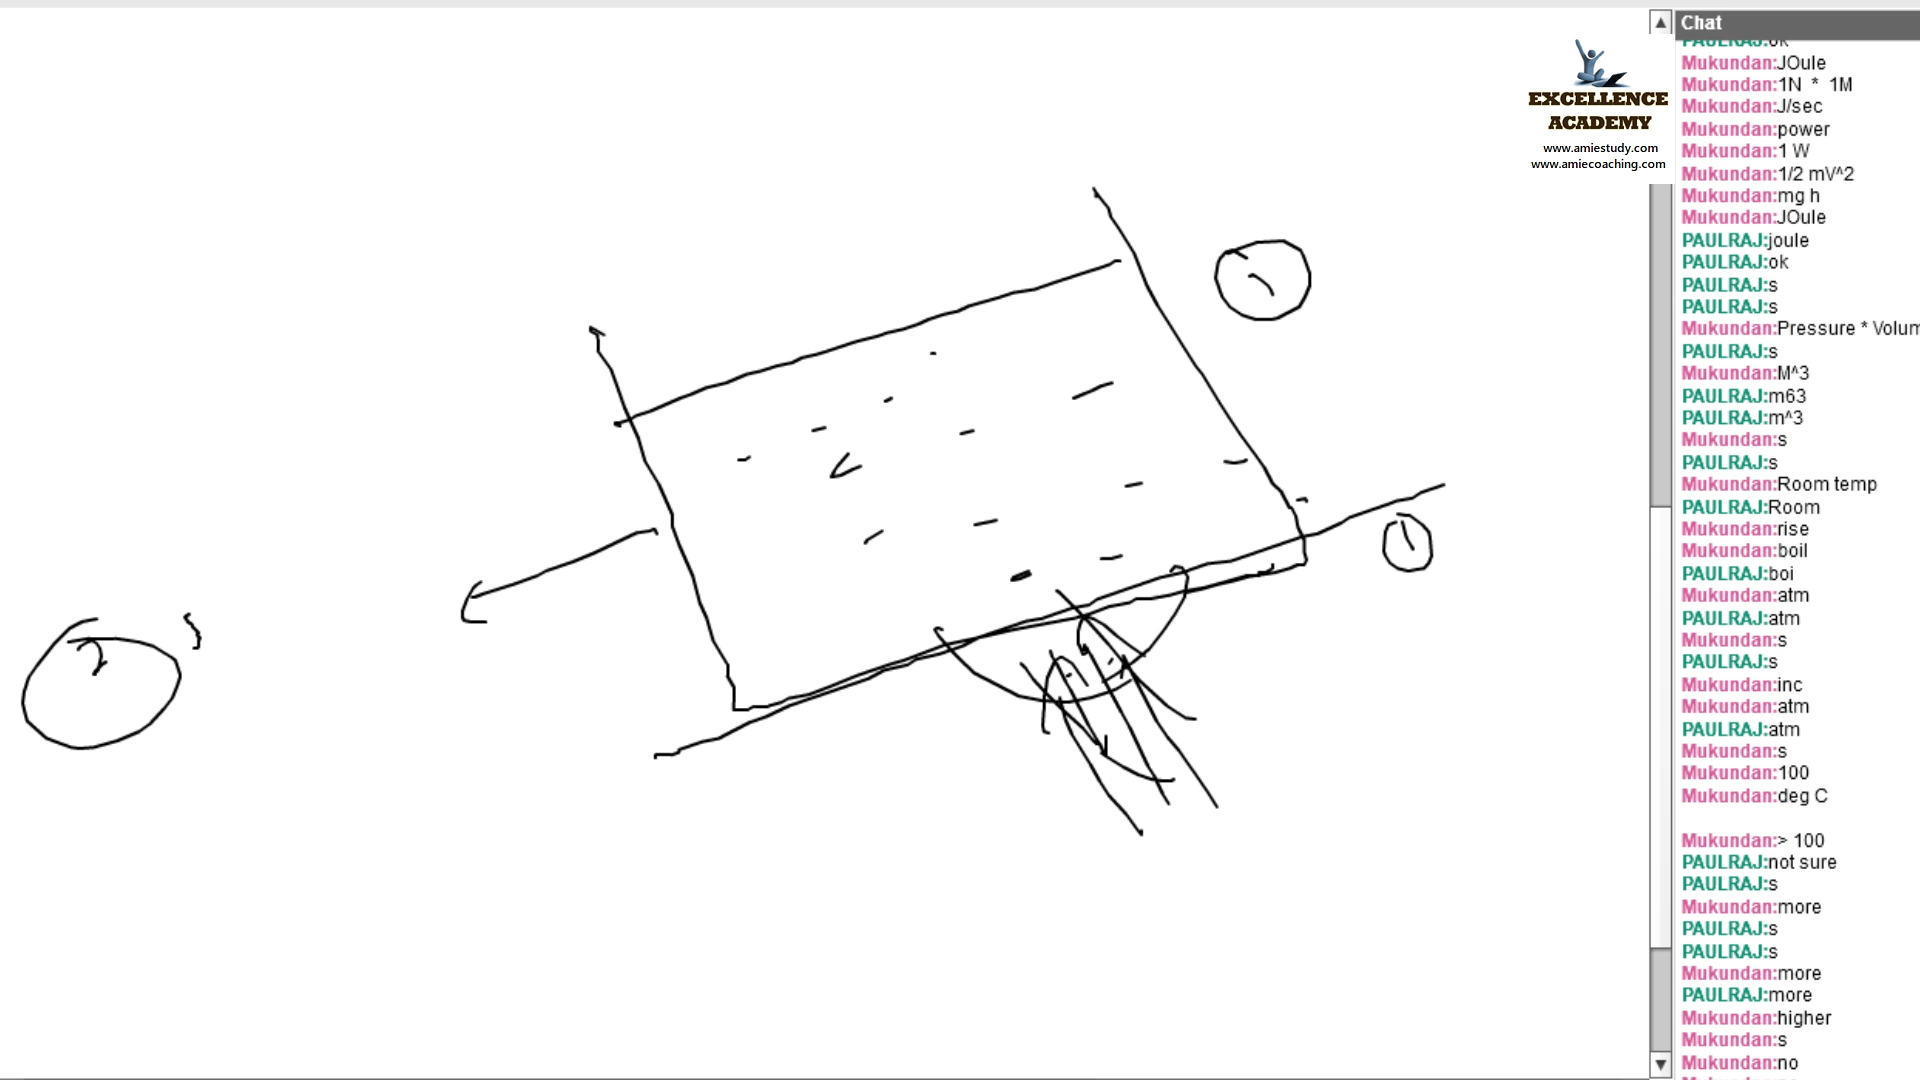 Chat
PAULRAJ:ok
Mukundan:JOule
Mukundan:1N * 1M
Mukundan:J/sec
Mukundan:power
Mukundan:1 W
Mukundan:1/2 mV^2
Mukundan:mg h
Mukundan:JOule
PAULRAJ:joule
PAULRAJ:ok
PAULRAJ:s
PAULRAJ:s
Mukundan:Pressure * Volum
PAULRAJ:s
Mukundan:M^3
PAULRAJ:m63
PAULRAJ:m^3
Mukundan:s
PAULRAJ:s
Mukundan:Room temp
PAULRAJ:Room
Mukundan:rise
Mukundan:boil
PAULRAJ:boi
Mukundan:atm
PAULRAJ:atm
Mukundan:s
PAULRAJ:s
Mukundan:inc
Mukundan:atm
PAULRAJ:atm
Mukundan:s
Mukundan:100
Mukundan:deg C
Mukundan:> 100
PAULRAJ:not sure
PAULRAJ:s
Mukundan:more
PAULRAJ:s
PAULRAJ:s
Mukundan:more
PAULRAJ:more
Mukundan:higher
Mukundan:s
Mukundan:no
EXCELLENCE
ACADEMY
www.amiestudy.com
www.amiecoaching.com
1
2